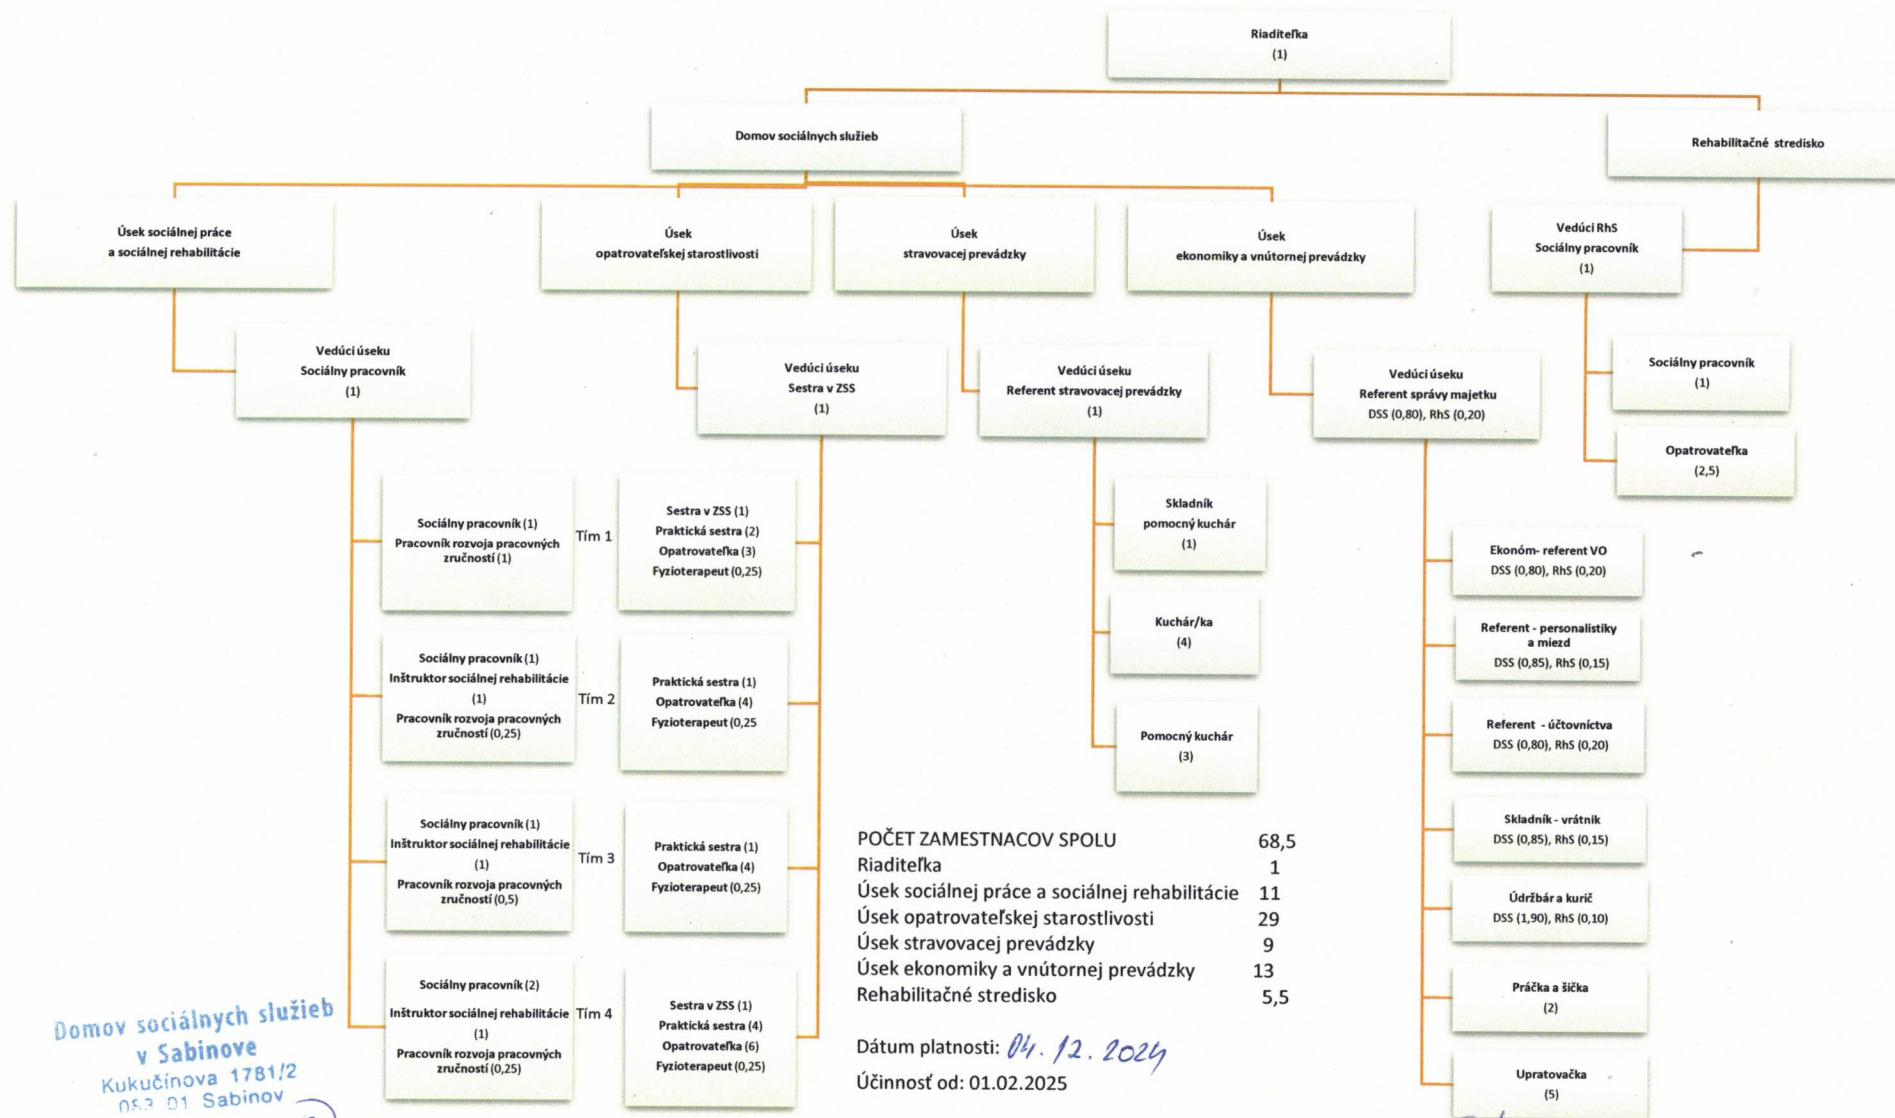 Riaditeľka
(1)
Domov sociálnych služieb
Rehabilitačné stredisko
Úsek sociálnej práce
a sociálnej rehabilitácie
Úsek
opatrovateľskej starostlivosti
Úsek
stravovacej prevádzky
Úsek
ekonomiky a vnútornej prevádzky
Vedúci RhS
Sociálny pracovník
(1)
Vedúci úseku
Sociálny pracovník
(1)
Vedúci úseku
Sestra v ZSS
(1)
Vedúci úseku
Referent stravovacej prevádzky
(1)
Vedúci úseku
Referent správy majetku
DSS (0,80), RhS (0,20)
Sociálny pracovník
(1)
Opatrovateľka
(2,5)
Sociálny pracovník (1)
Pracovník rozvoja pracovných
zručností (1)
Tím 1
Sestra v ZSS (1)
Praktická sestra (2)
Opatrovateľka (3)
Fyzioterapeut (0,25)
Sociálny pracovník (1)
Inštruktor sociálnej rehabilitácie
(1)
Pracovník rozvoja pracovných
zručností (0,25)
Tím 2
Praktická sestra (1)
Opatrovateľka (4)
Fyzioterapeut (0,25
Sociálny pracovník (1)
Inštruktor sociálnej rehabilitácie
(1)
Pracovník rozvoja pracovných
zručností (0,5)
Tím 3
Praktická sestra (1)
Opatrovateľka (4)
Fyzioterapeut (0,25)
Sociálny pracovník (2)
Inštruktor sociálnej rehabilitácie
(1)
Pracovník rozvoja pracovných
zručností (0,25)
Tím 4
Sestra v ZSS (1)
Praktická sestra (4)
Opatrovateľka (6)
Fyzioterapeut (0,25)
Skladník
pomocný kuchár
(1)
Kuchár/ka
(4)
Pomocný kuchár
(3)
Ekonóm- referent VO
DSS (0,80), RhS (0,20)
Referent - personalistiky
a miezd
DSS (0,85), RhS (0,15)
Referent - účtovníctva
DSS (0,80), RhS (0,20)
Skladník - vrátnik
DSS (0,85), RhS (0,15)
Údržbár a kurič
DSS (1,90), RhS (0,10)
Práčka a šička
(2)
Upratovačka
(5)
POČET ZAMESTNACOV SPOLU 68,5
Riaditeľka 1
Úsek sociálnej práce a sociálnej rehabilitácie 11
Úsek opatrovateľskej starostlivosti 29
Úsek stravovacej prevádzky 9
Úsek ekonomiky a vnútornej prevádzky 13
Rehabilitačné stredisko 5,5
Dátum platnosti: 04. 12. 2024
Účinnosť od: 01.02.2025
Domov sociálnych služieb
v Sabinove
Kukučínova 1781/2
083 01 Sabinov